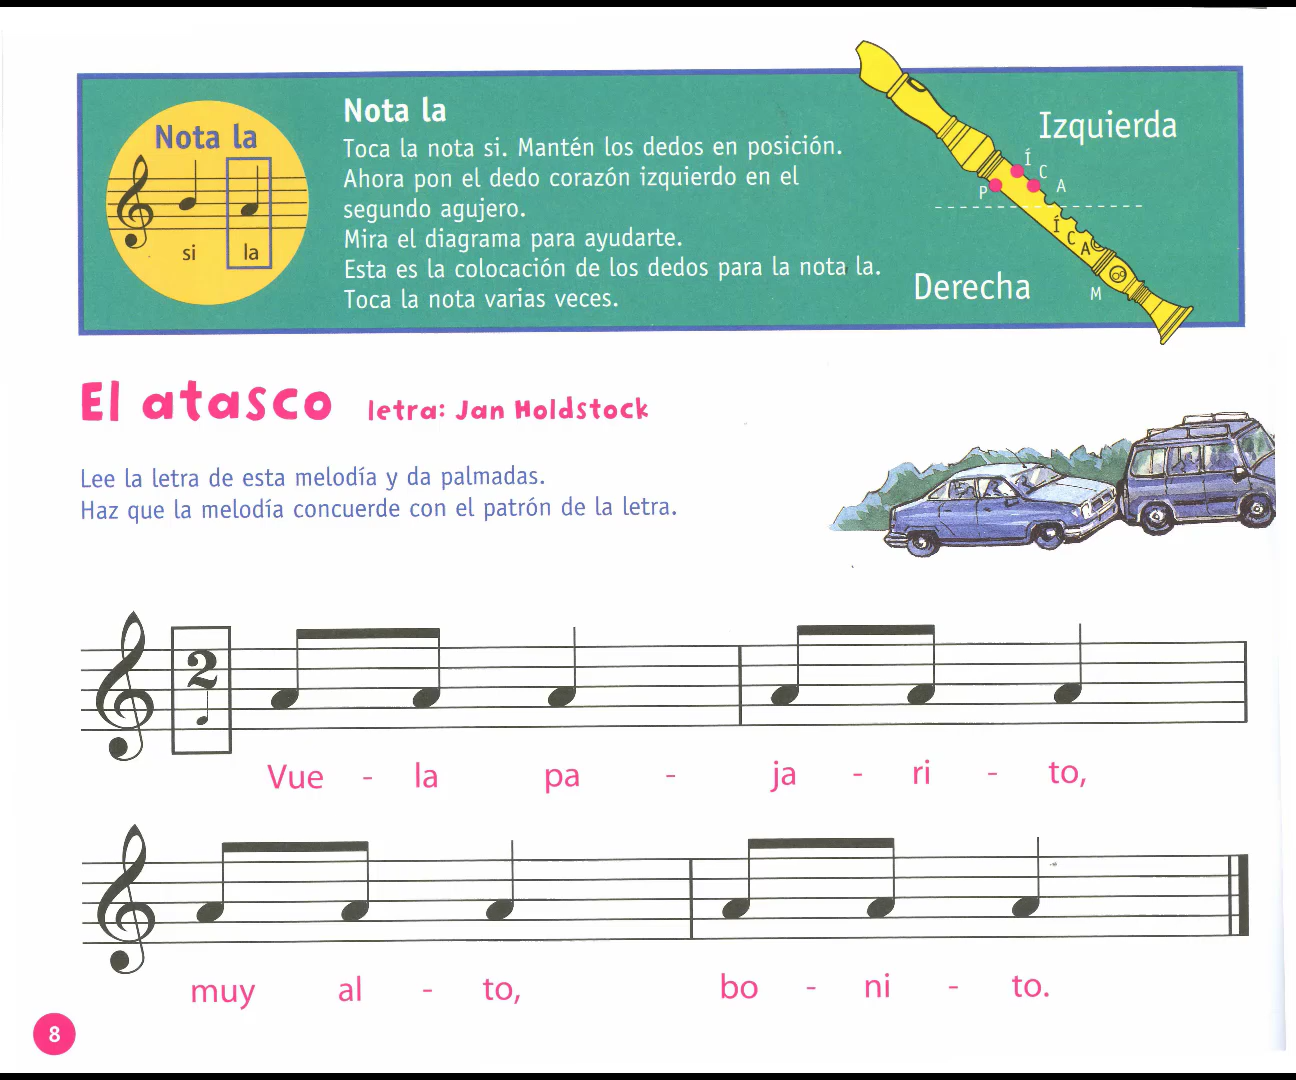 Nota la
si la
Nota la
Toca la nota si. Mantén los dedos en posición.
Ahora pon el dedo corazón izquierdo en el
segundo agujero.
Mira el diagrama para ayudarte.
Esta es la colocación de los dedos para la nota la.
Toca la nota varias veces.
Izquierda
Í
C
P
A
Í
C
A
Derecha
M
El atasco letra: Jan Holdstock
Lee la letra de esta melodía y da palmadas.
Haz que la melodía concuerde con el patrón de la letra.
2
Vue - la pa - ja - ri - to,
muy al - to, bo - ni - to.
8